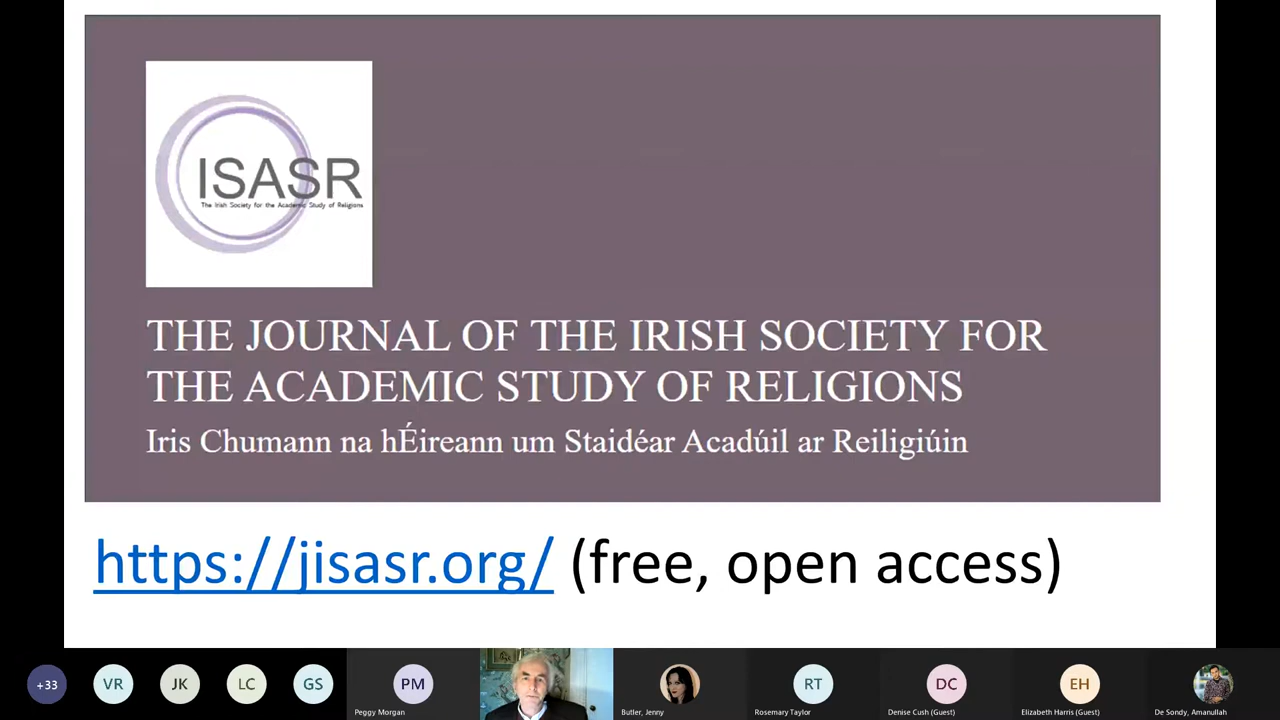 ISASR
The Irish Society for the Academic Study of Religions
THE JOURNAL OF THE IRISH SOCIETY FOR
THE ACADEMIC STUDY OF RELIGIONS
Iris Chumann na hÉireann um Staidéar Acadúil ar Reiligiúin
https://jisasr.org/ (free, open access)
+33 VR JK LC GS PM RT DC EH
Peggy Morgan Butler, Jenny Rosemary Taylor Denise Cush (Guest) Elizabeth Harris (Guest) De Sondy, Amanullah